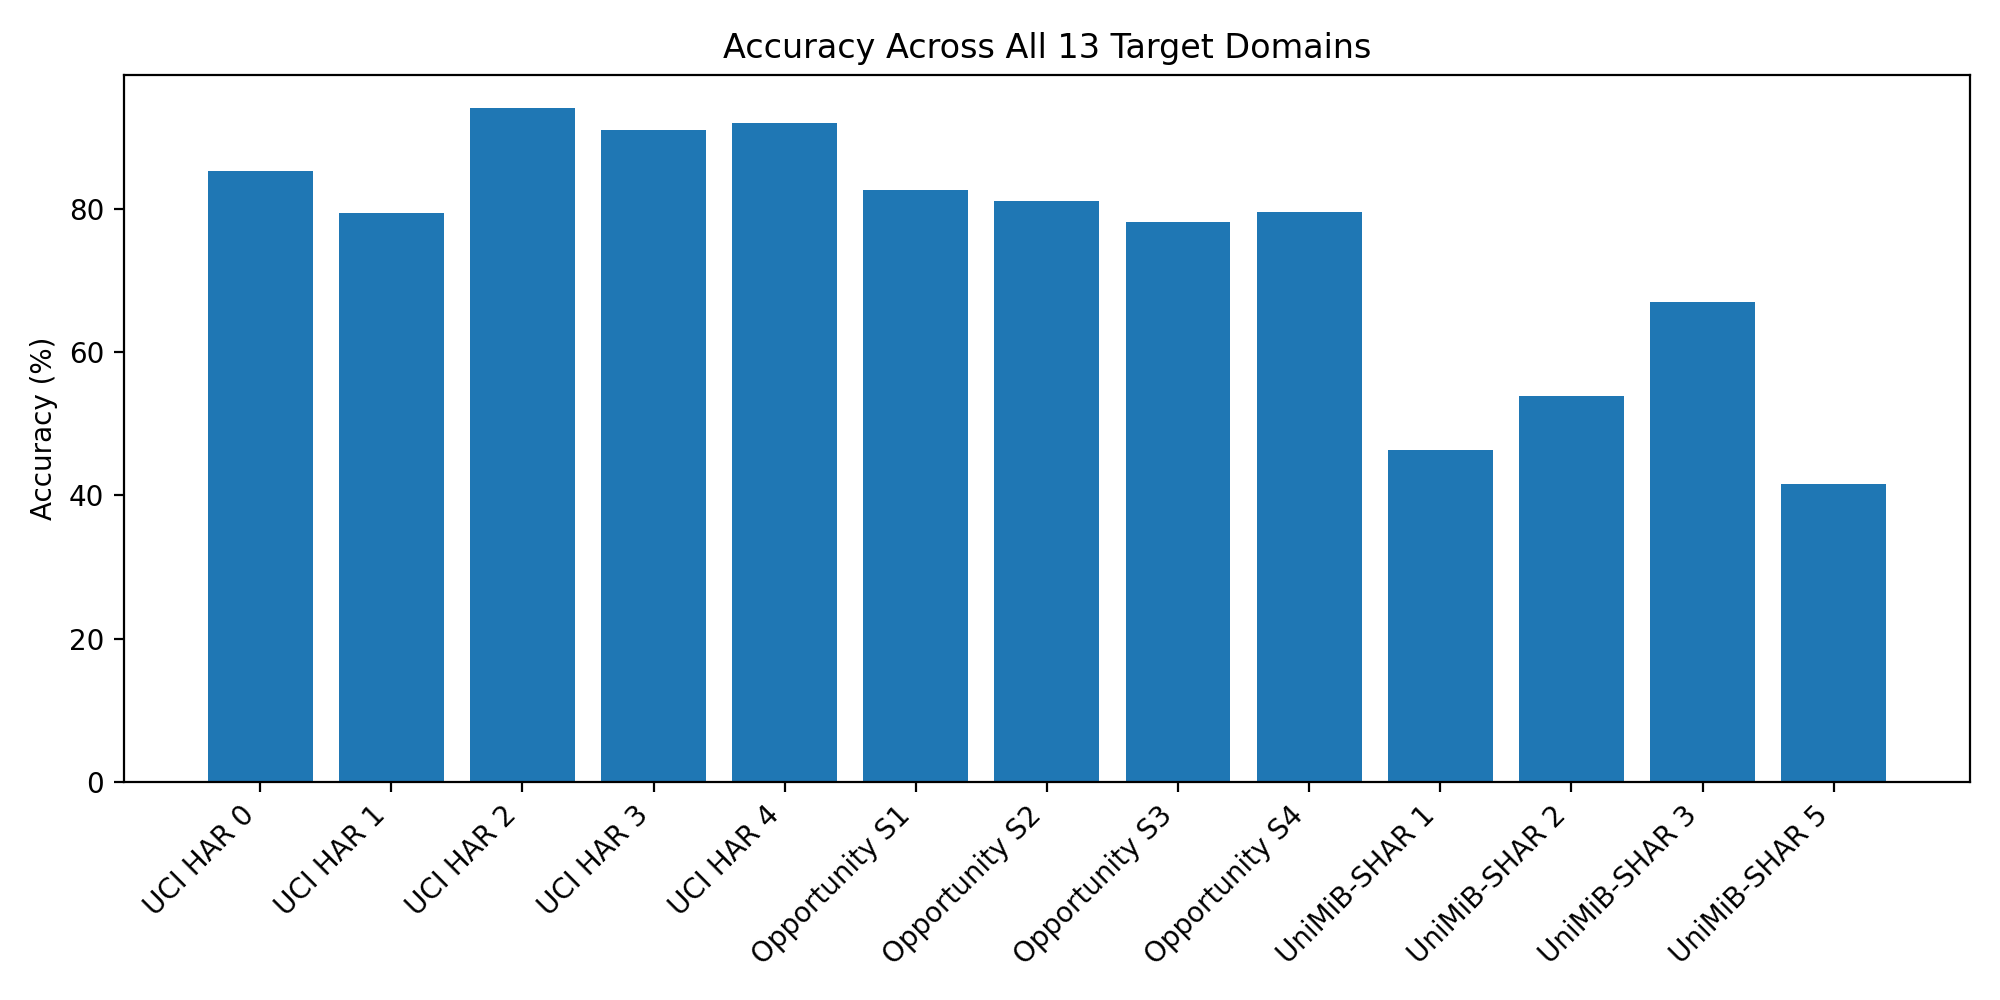 Accuracy Across All 13 Target Domains
Accuracy (%)
80
60
40
20
0
UCI HAR 0
UCI HAR 1
UCI HAR 2
UCI HAR 3
UCI HAR 4
Opportunity S1
Opportunity S2
Opportunity S3
Opportunity S4
UniMiB-SHAR 1
UniMiB-SHAR 2
UniMiB-SHAR 3
UniMiB-SHAR 5